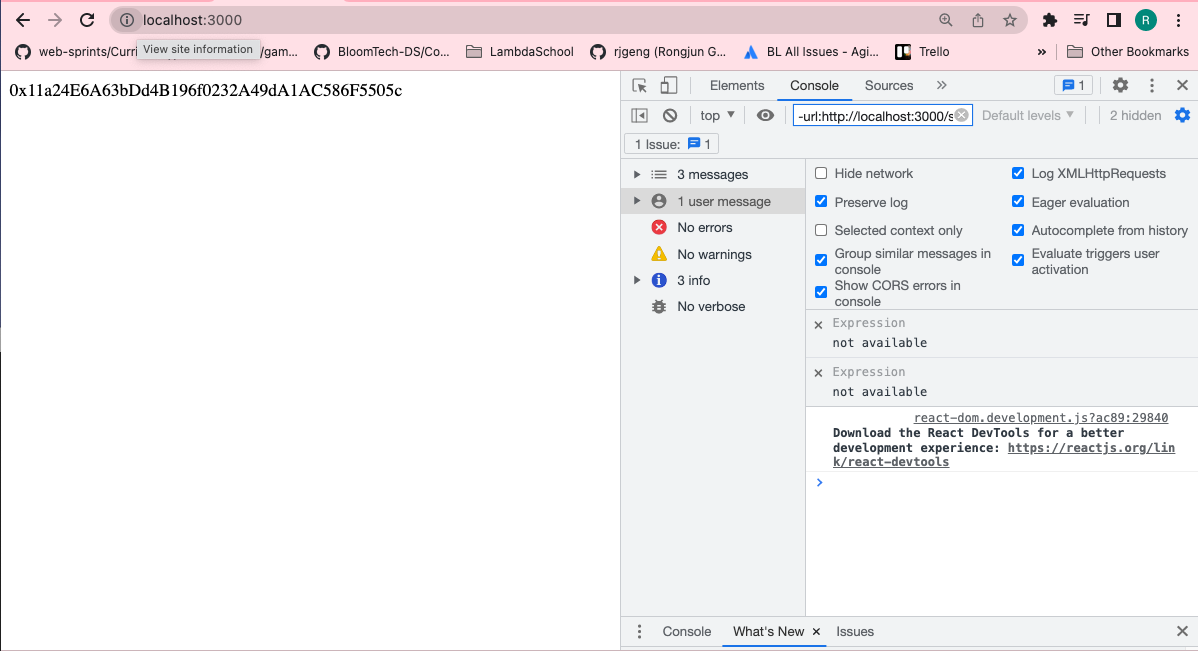 localhost:3000
web-sprints/Curri
/gam...
BloomTech-DS/Co...
LambdaSchool
rjgeng (Rongjun G...
BL All Issues - Agi...
Trello
»
Other Bookmarks
R
View site information
0x11a24E6A63bDd4B196f0232A49dA1AC586F5505c
Elements
Console
Sources
»
1
top
-url:http://localhost:3000/s
Default levels
2 hidden
1 Issue:
1
3 messages
1 user message
No errors
No warnings
3 info
No verbose
Hide network
Log XMLHttpRequests
Preserve log
Eager evaluation
Selected context only
Autocomplete from history
Group similar messages in
console
Evaluate triggers user
activation
Show CORS errors in
console
Expression
not available
Expression
not available
react-dom.development.js?ac89:29840
Download the React DevTools for a better
development experience: https://reactjs.org/lin
k/react-devtools
Console
What's New
Issues